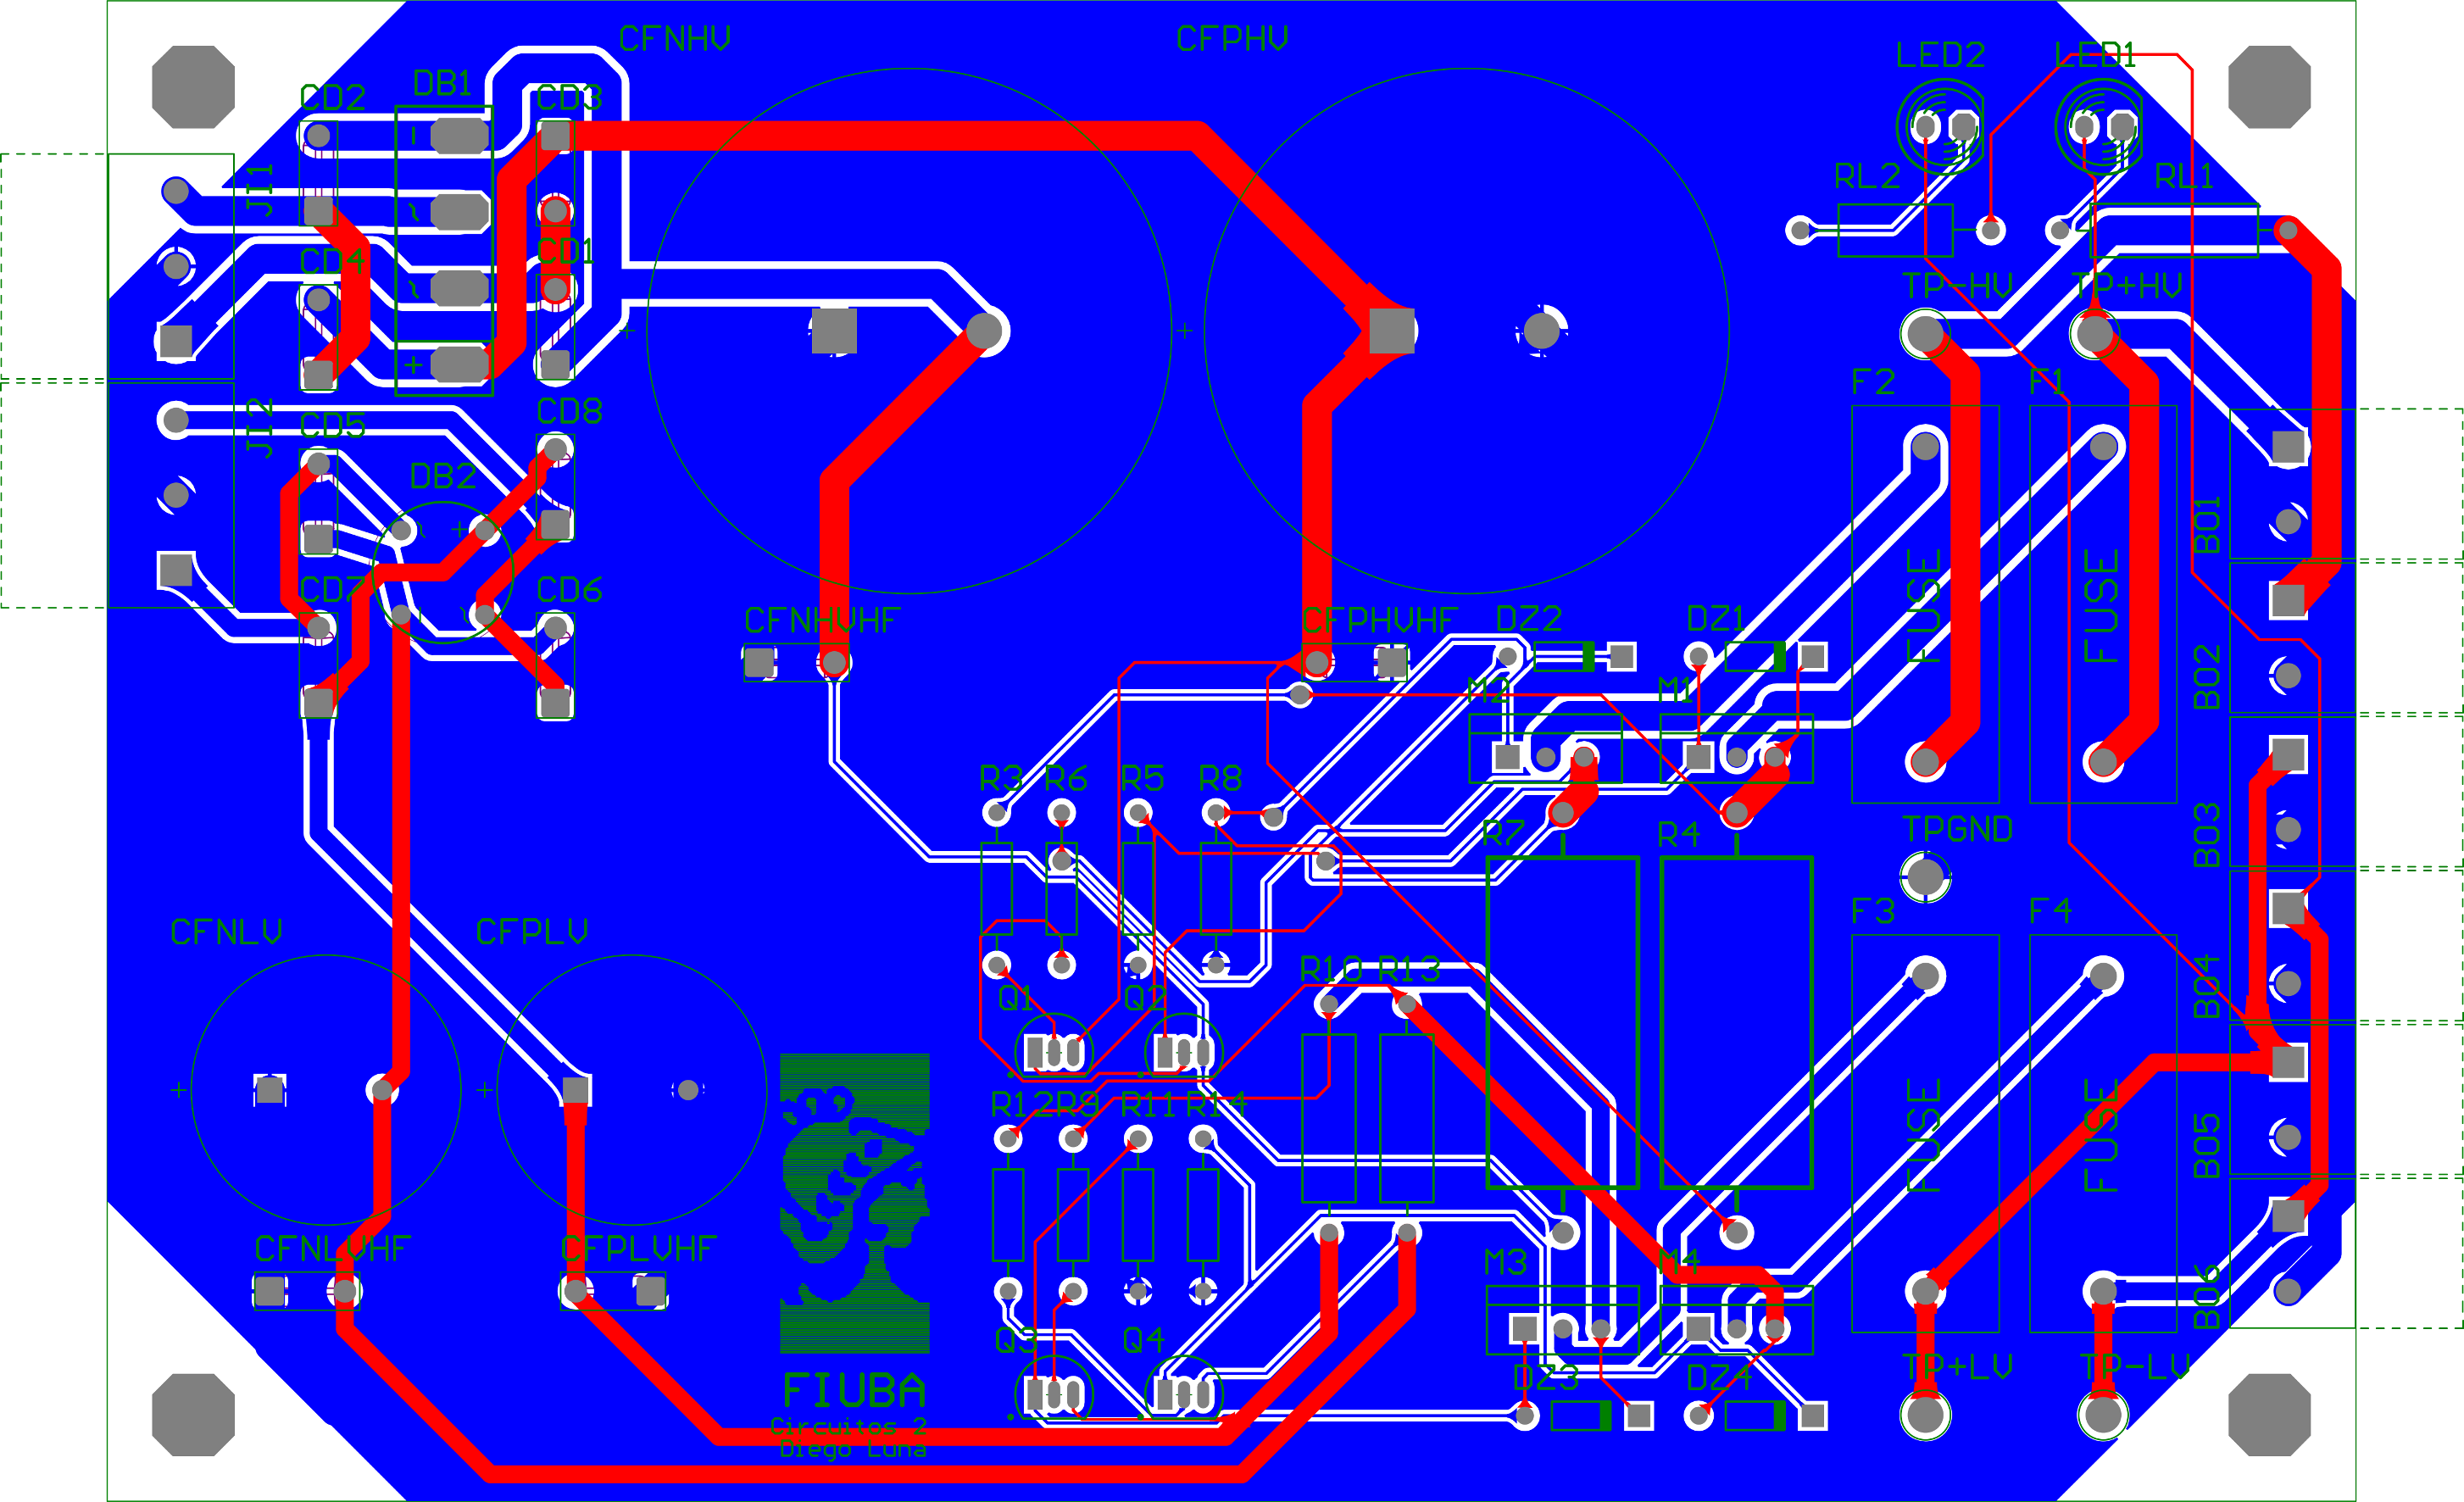 CFNHV
CFPHV
LED2
LED1
CD2
DB1
CD3
RL2
RL1
JI1
CD4
CD1
TP-HV
TP+HV
F2
F1
JI2
CD5
CD8
DB2
BO1
FUSE
FUSE
CD7
CD6
CFNHVHF
CFPHVHF
DZ2
DZ1
BO2
M2
M1
R3
R6
R5
R8
R7
R4
TPGND
BO3
F3
F4
CFNLV
CFPLV
R10
R13
Q1
Q2
BO4
R12
R9
R11
R14
FUSE
FUSE
BO5
CFNLVHF
CFPLVHF
M3
M4
BO6
Q3
Q4
DZ3
DZ4
TP+LV
TP-LV
FIUBA
Circuitos 2
Diego Luna